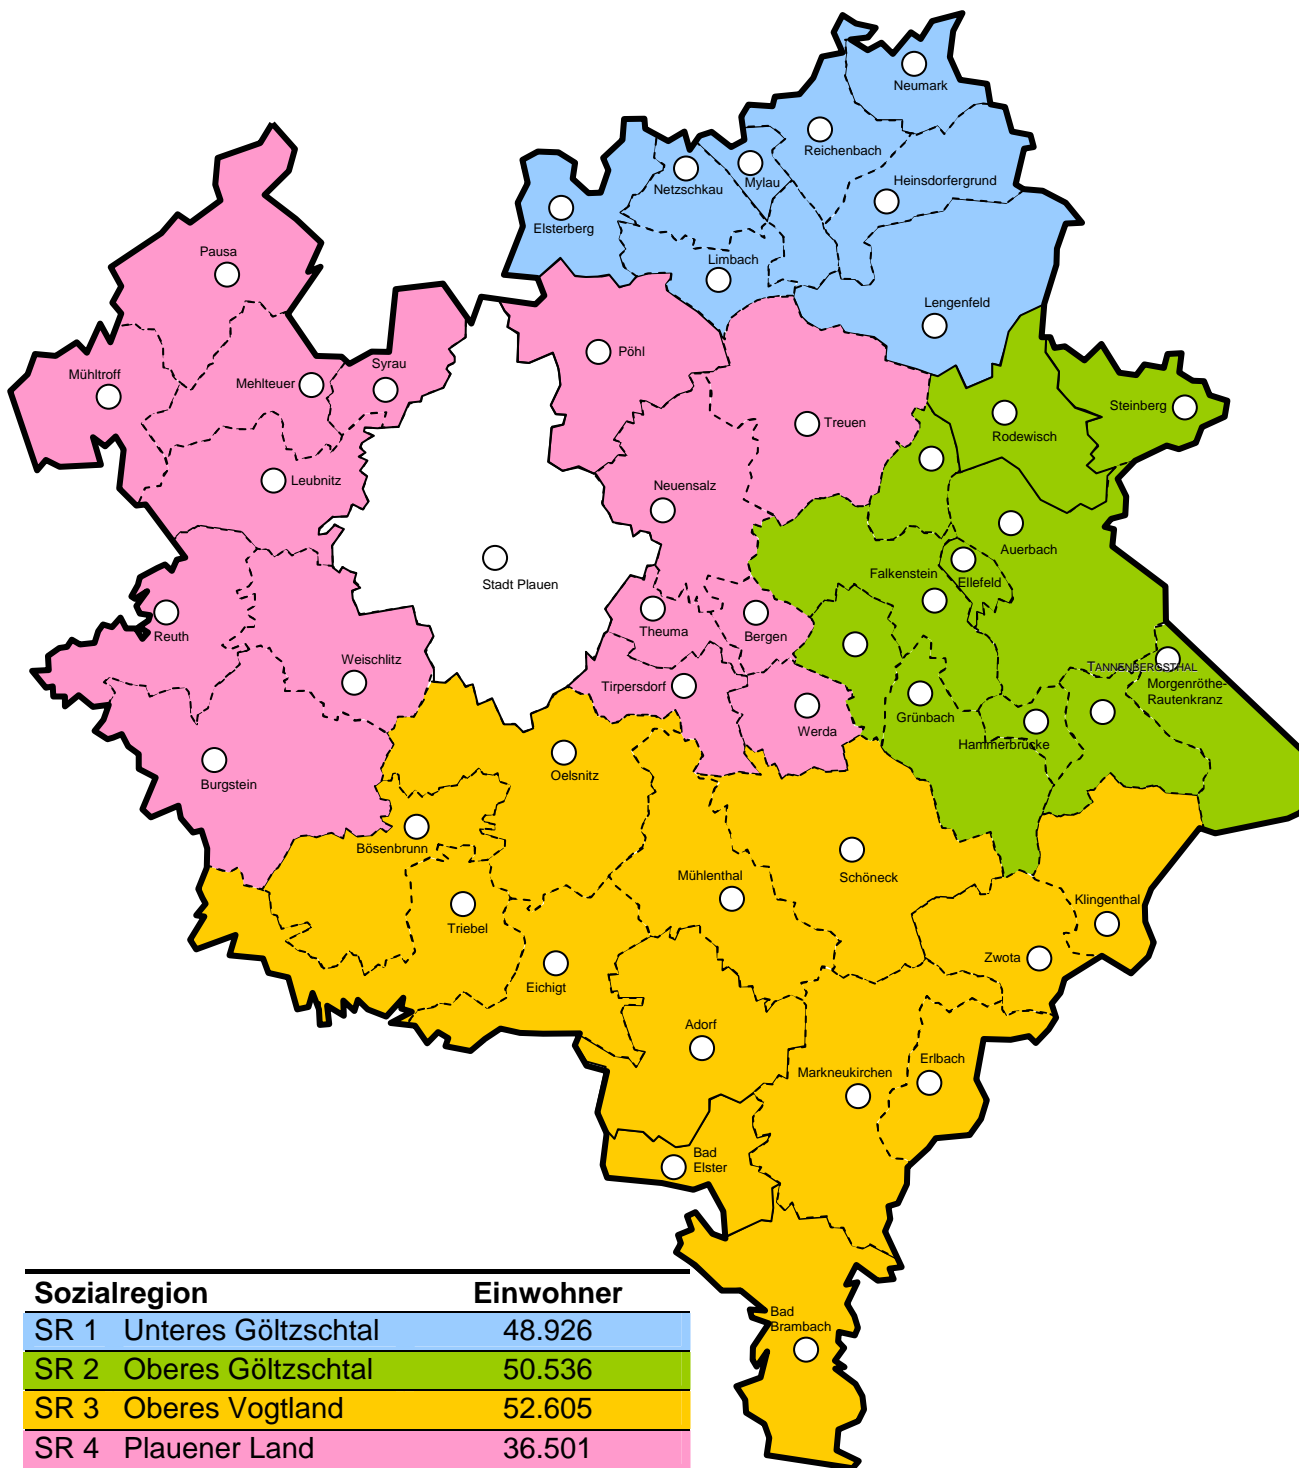 Neumark
Reichenbach
Mylau
Netzschkau
Heinsdorfergrund
Elsterberg
Limbach
Pausa
Lengenfeld
Pöhl
Syrau
Mühltroff
Mehlteuer
Steinberg
Treuen
Rodewisch
Leubnitz
Neuensalz
Auerbach
Stadt Plauen
Falkenstein
Ellefeld
Theuma
Bergen
Reuth
Weischlitz
TANNENBERGSTHAL
Morgenröthe-
Rautenkranz
Tirpersdorf
Grünbach
Werda
Hammerbrücke
Oelsnitz
Burgstein
Bösenbrunn
Mühlenthal
Schöneck
Klingenthal
Triebel
Zwota
Eichigt
Adorf
Erlbach
Markneukirchen
Bad
Elster
Bad
Brambach
Sozialregion Einwohner
SR 1 Unteres Göltzschtal 48.926
SR 2 Oberes Göltzschtal 50.536
SR 3 Oberes Vogtland 52.605
SR 4 Plauener Land 36.501